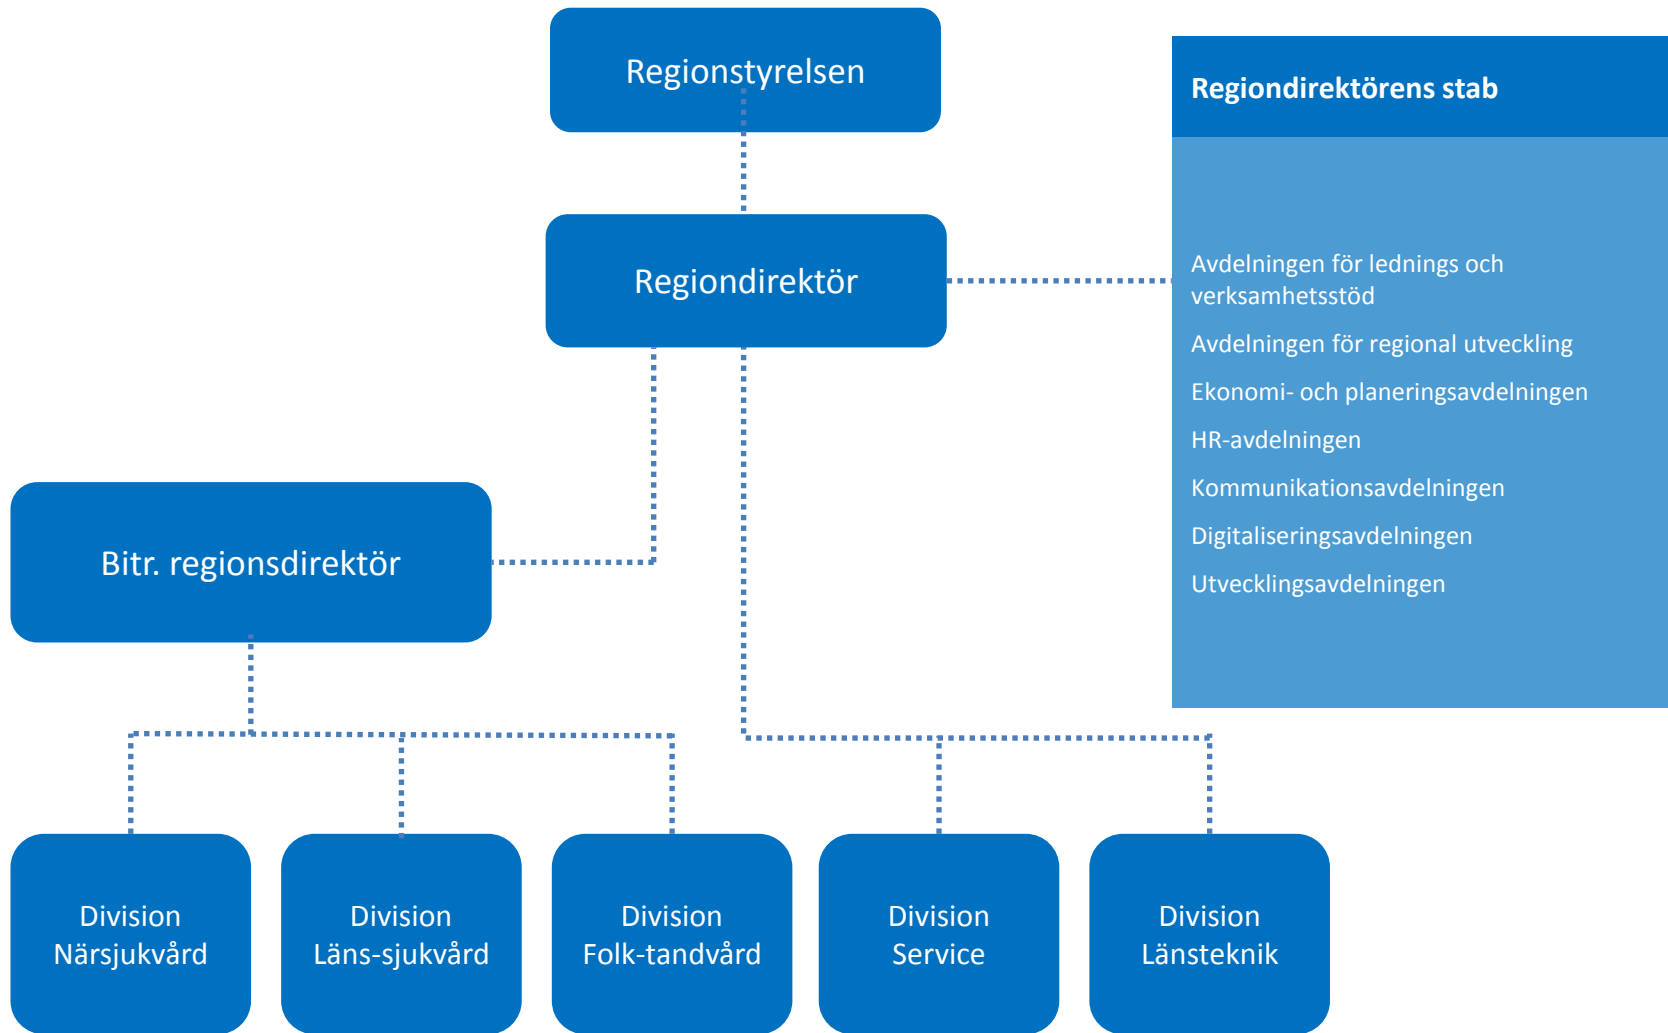 Regionstyrelsen
Regiondirektörens stab
Regiondirektör
Avdelningen för lednings och
verksamhetsstöd
Avdelningen för regional utveckling
Ekonomi- och planeringsavdelningen
HR-avdelningen
Kommunikationsavdelningen
Digitaliseringsavdelningen
Utvecklingsavdelningen
Bitr. regionsdirektör
Division
Närsjukvård
Division
Läns-sjukvård
Division
Folk-tandvård
Division
Service
Division
Länsteknik